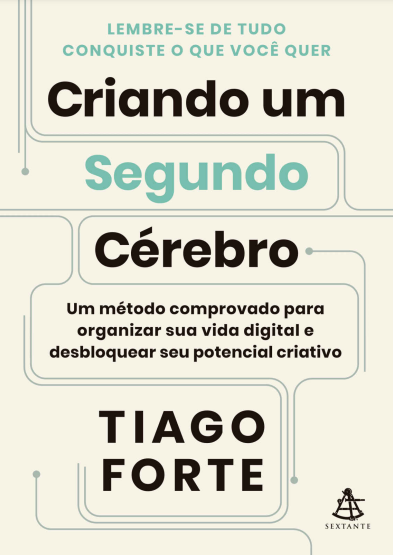 LEMBRE-SE DE TUDO
CONQUISTE O QUE VOCÊ QUER
Criando um
Segundo
Cérebro
Um método comprovado para
organizar sua vida digital e
desbloquear seu potencial criativo
TIAGO
FORTE
SEXTANTE